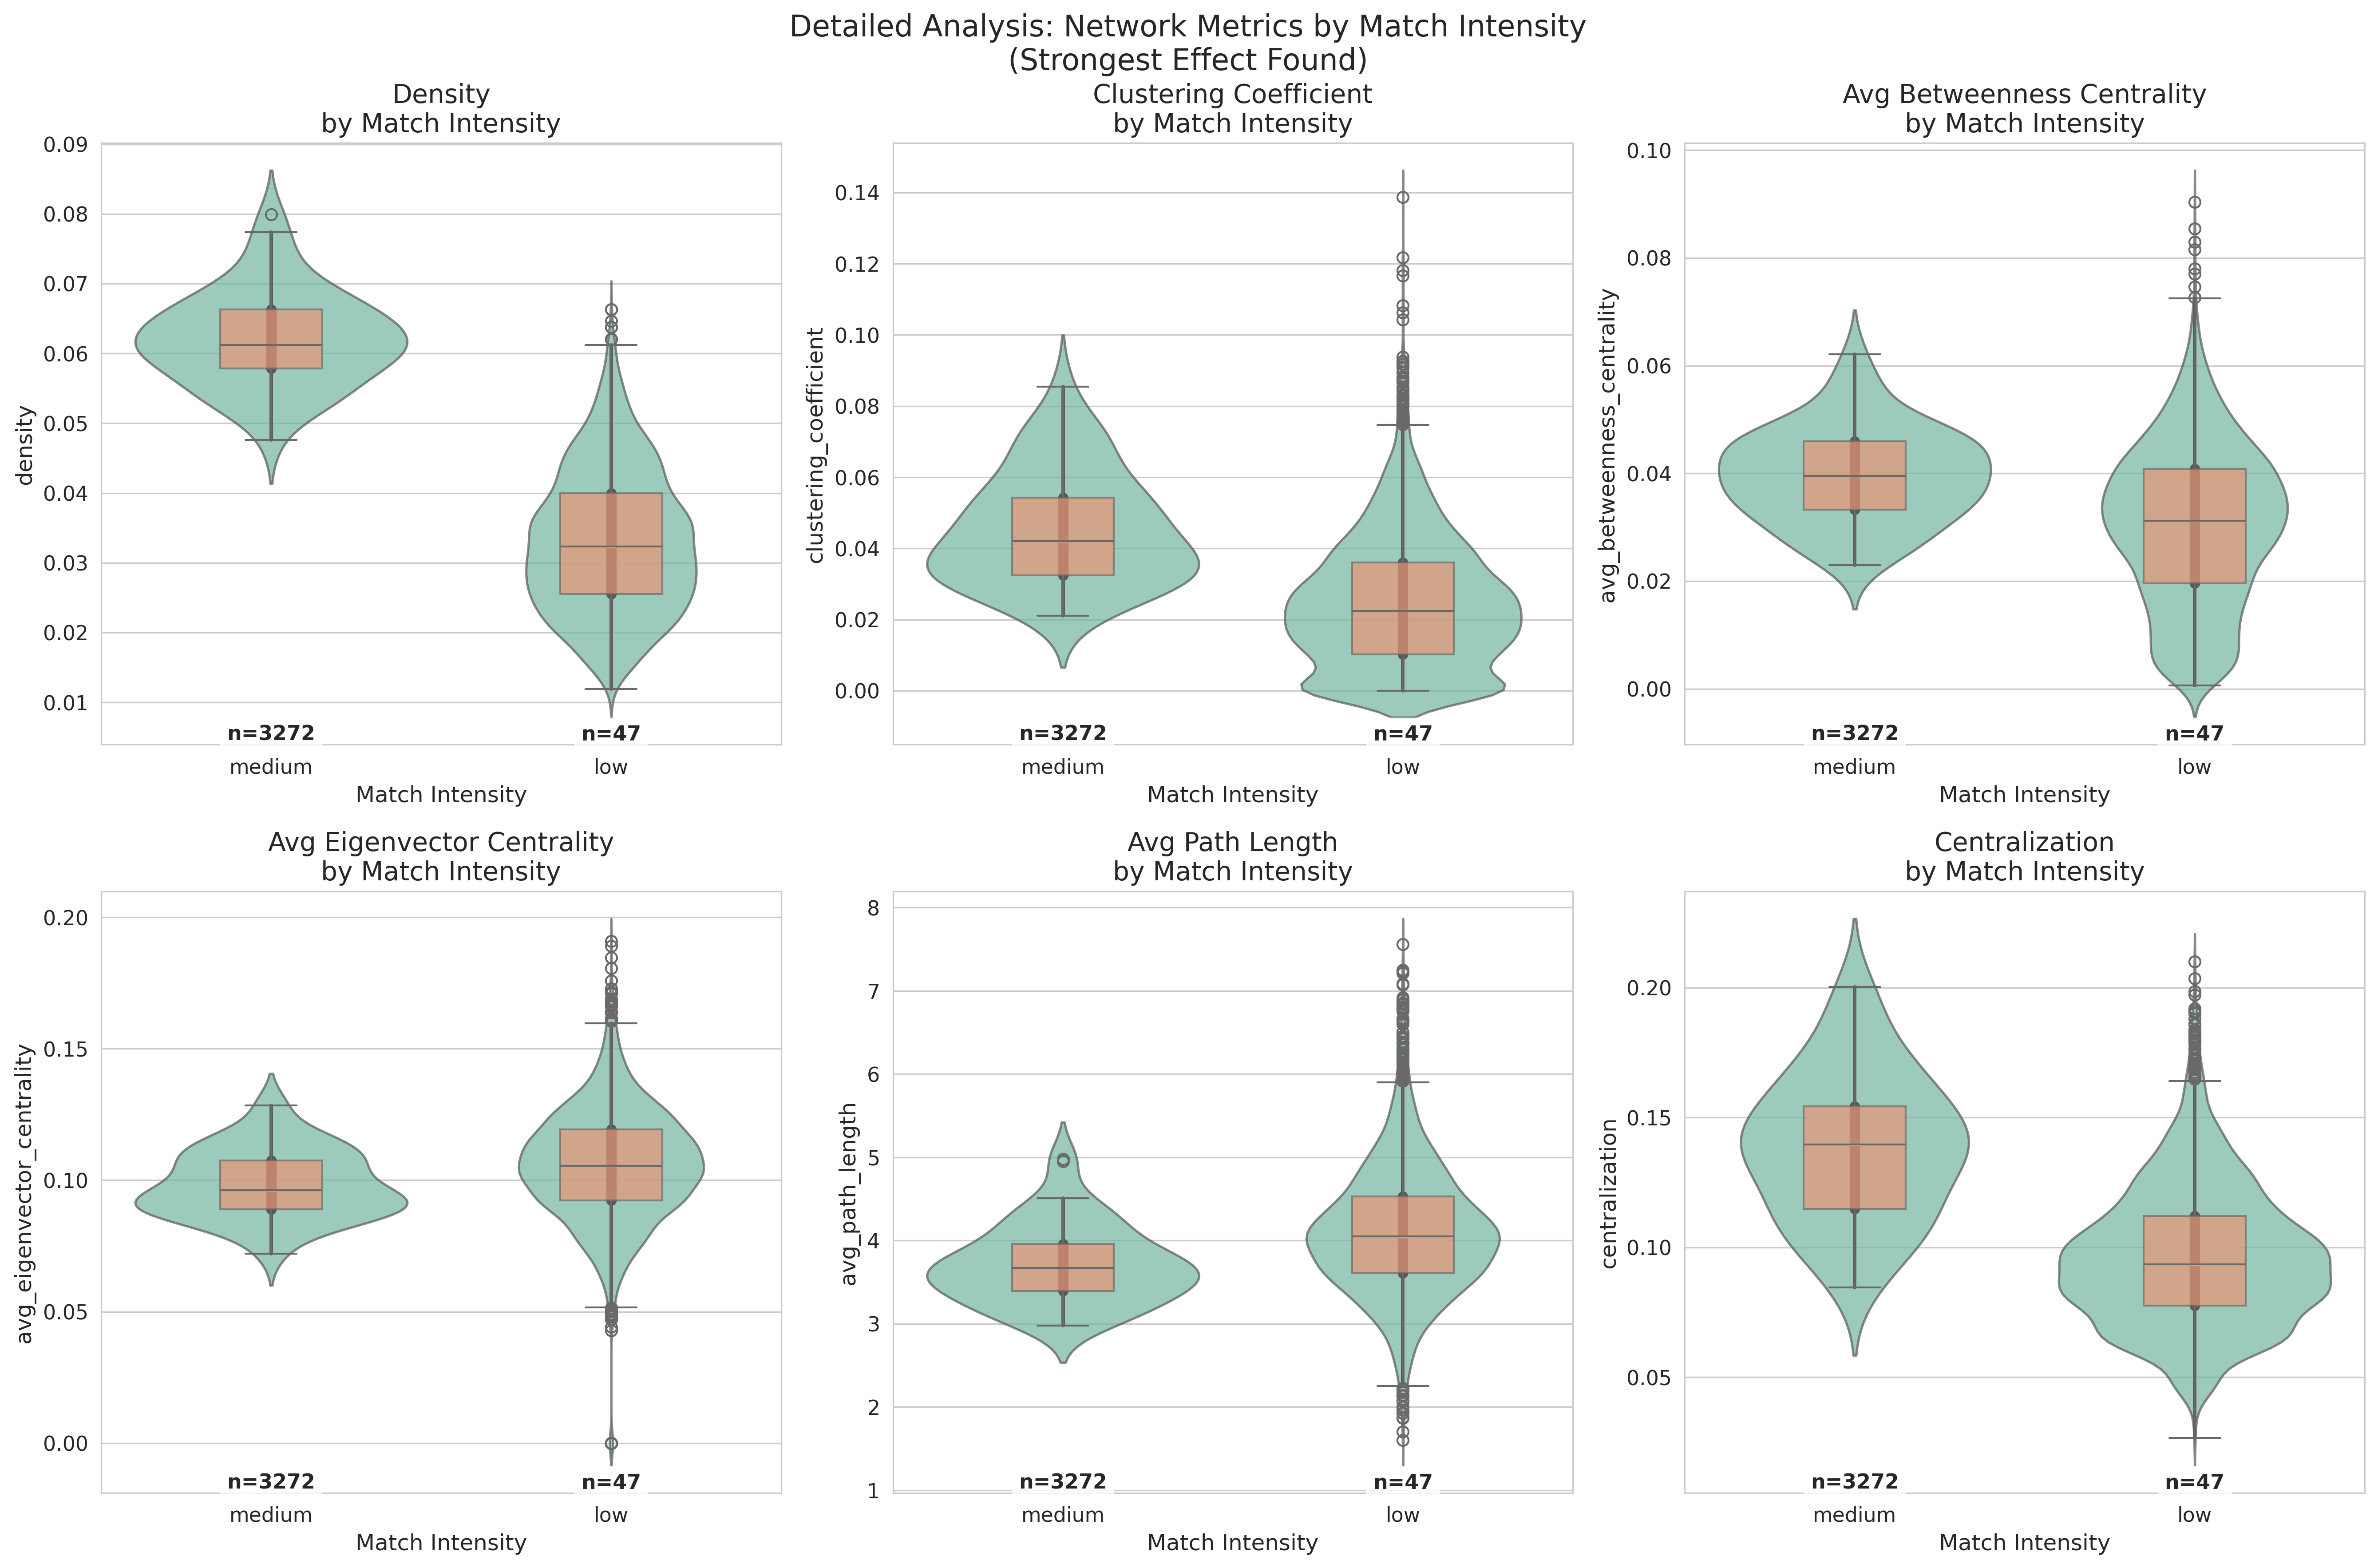 Detailed Analysis: Network Metrics by Match Intensity
(Strongest Effect Found)
Density
by Match Intensity
density
0.09
0.08
0.07
0.06
0.05
0.04
0.03
0.02
0.01
n=3272
n=47
medium
low
Match Intensity
Clustering Coefficient
by Match Intensity
clustering_coefficient
0.14
0.12
0.10
0.08
0.06
0.04
0.02
0.00
n=3272
n=47
medium
low
Match Intensity
Avg Betweenness Centrality
by Match Intensity
avg_betweenness_centrality
0.10
0.08
0.06
0.04
0.02
0.00
n=3272
n=47
medium
low
Match Intensity
Avg Eigenvector Centrality
by Match Intensity
avg_eigenvector_centrality
0.20
0.15
0.10
0.05
0.00
n=3272
n=47
medium
low
Match Intensity
Avg Path Length
by Match Intensity
avg_path_length
8
7
6
5
4
3
2
1
n=3272
n=47
medium
low
Match Intensity
Centralization
by Match Intensity
centralization
0.20
0.15
0.10
0.05
n=3272
n=47
medium
low
Match Intensity